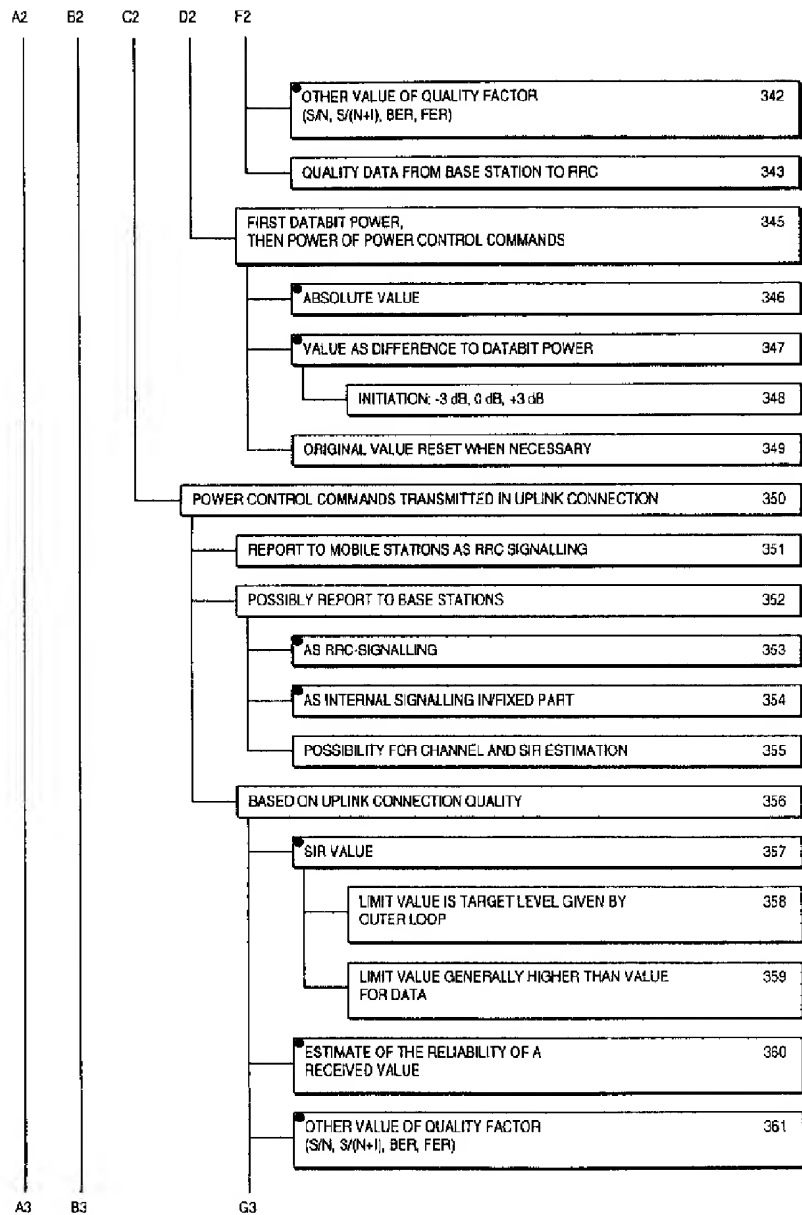 A2 B2 C2 D2 F2
OTHER VALUE OF QUALITY FACTOR 342
(S/N, S/(N+I), BER, FER)
QUALITY DATA FROM BASE STATION TO RRC 343
FIRST DATABIT POWER, 345
THEN POWER OF POWER CONTROL COMMANDS
ABSOLUTE VALUE 346
VALUE AS DIFFERENCE TO DATABIT POWER 347
INITIATION: -3 dB, 0 dB, +3 dB 348
ORIGINAL VALUE RESET WHEN NECESSARY 349
POWER CONTROL COMMANDS TRANSMITTED IN UPLINK CONNECTION 350
REPORT TO MOBILE STATIONS AS RRC SIGNALLING 351
POSSIBLY REPORT TO BASE STATIONS 352
AS RRC-SIGNALLING 353
AS INTERNAL SIGNALLING IN/FIXED PART 354
POSSIBILITY FOR CHANNEL AND SIR ESTIMATION 355
BASED ON UPLINK CONNECTION QUALITY 356
SIR VALUE 357
LIMIT VALUE IS TARGET LEVEL GIVEN BY 358
OUTER LOOP
LIMIT VALUE GENERALLY HIGHER THAN VALUE 359
FOR DATA
ESTIMATE OF THE RELIABILITY OF A 360
RECEIVED VALUE
OTHER VALUE OF QUALITY FACTOR 361
(S/N, S/(N+I), BER, FER)
A3 B3 G3